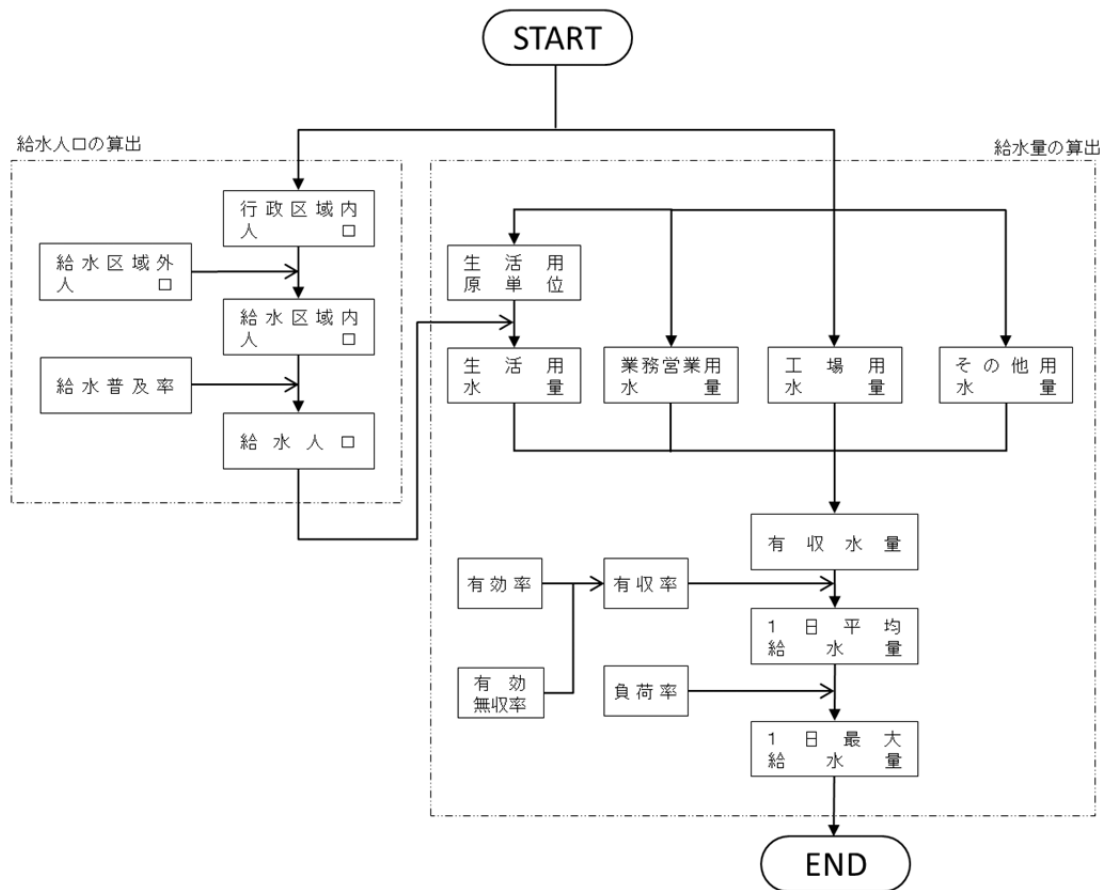 START
給水人口の算出
給水量の算出
行政区域内
人口
給水区域外
人口
給水区域内
人口
給水普及率
給水人口
生活用
原単位
生活用
水量
業務営業用
水量
工場用
水量
その他用
水量
有収水量
有効率
有収率
1日平均
給水量
有効
無収率
負荷率
1日最大
給水量
END